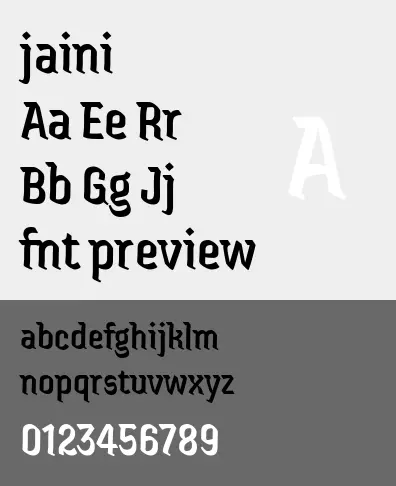 jaini
Aa Ee Rr
A
Bb Gg Jj
fnt preview
abcdefghijklm
nopqrstuvwxyz
0123456789